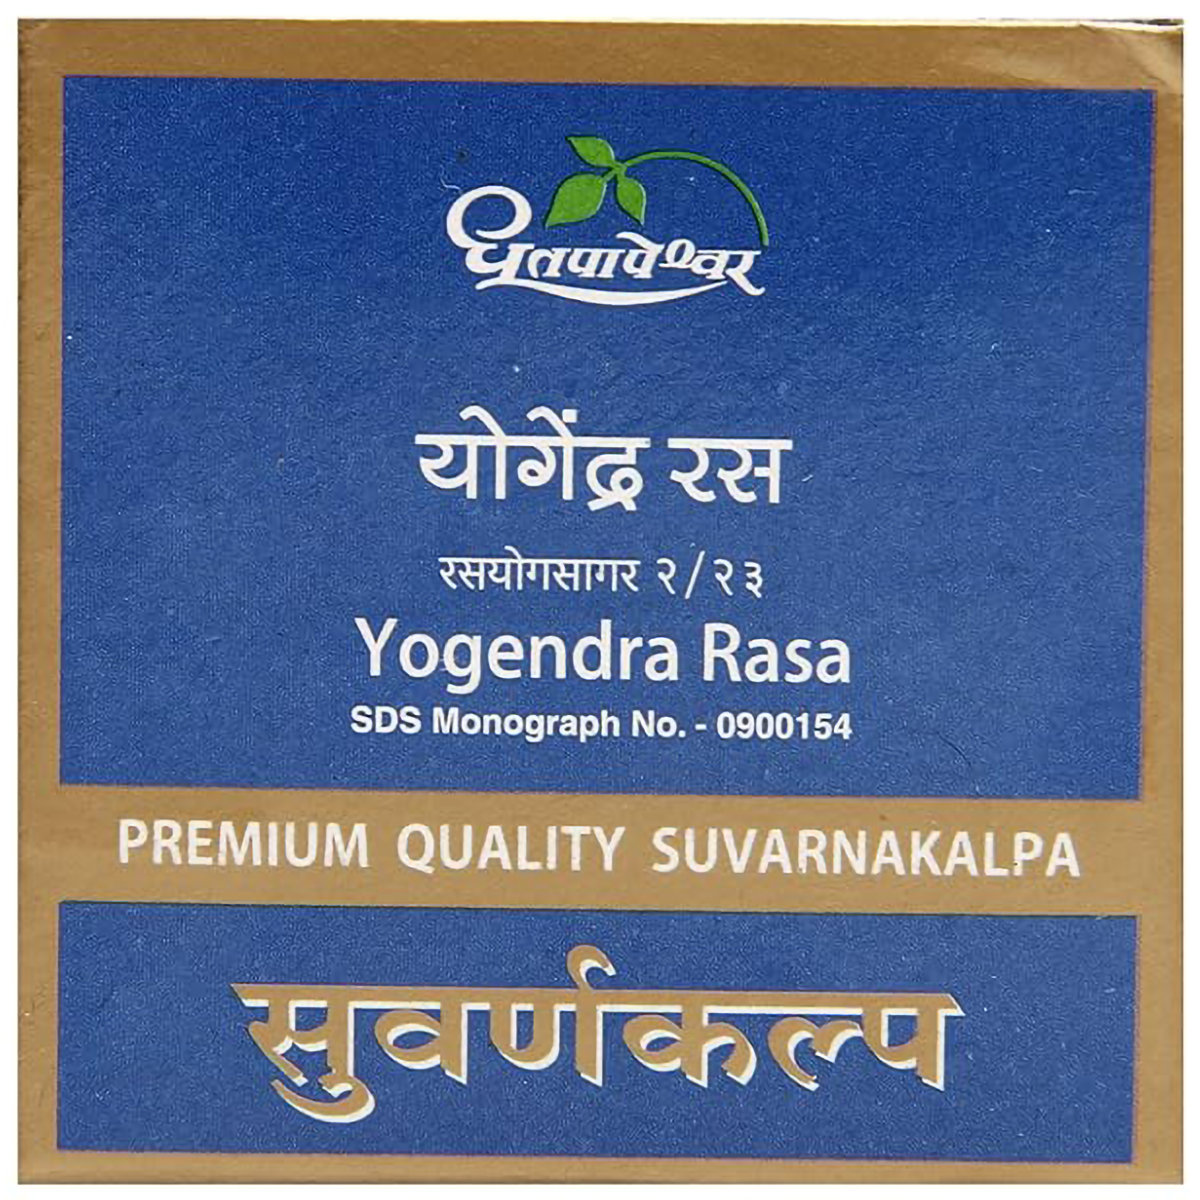 धूतपापेश्वर
योगेंद्र रस
रसयोगसागर २/२३
Yogendra Rasa
SDS Monograph No. - 0900154
PREMIUM QUALITY SUVARNAKALPA
सुवर्णकल्प